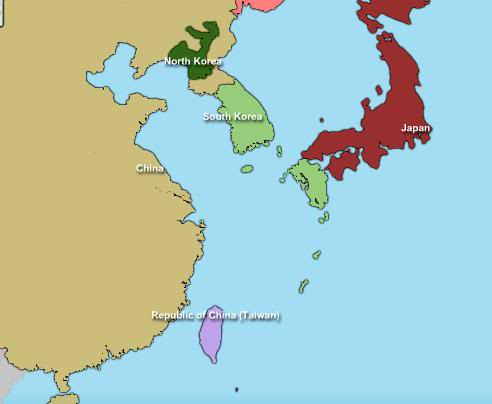 North Korea
South Korea
Japan
China
Republic of China (Taiwan)